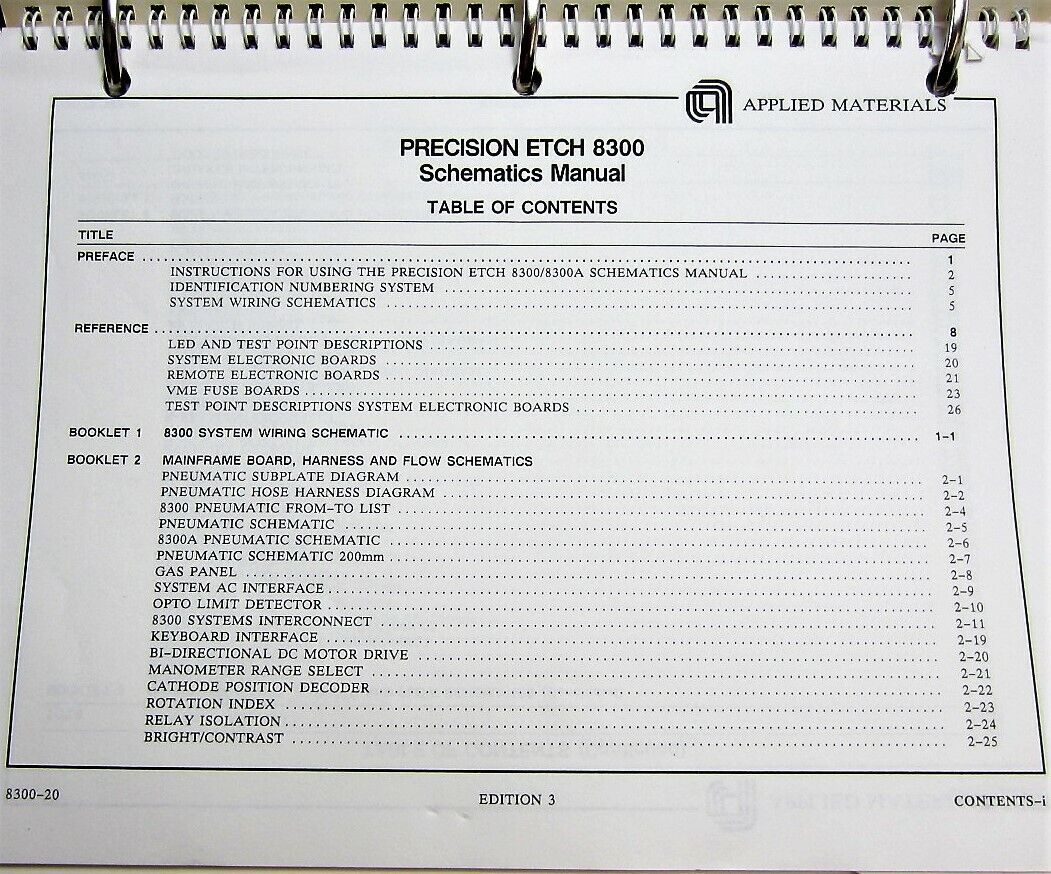 APPLIED MATERIALS
PRECISION ETCH 8300
Schematics Manual
TABLE OF CONTENTS
TITLE PAGE
PREFACE 1
INSTRUCTIONS FOR USING THE PRECISION ETCH 8300/8300A SCHEMATICS MANUAL 2
IDENTIFICATION NUMBERING SYSTEM 5
SYSTEM WIRING SCHEMATICS 5
REFERENCE 8
LED AND TEST POINT DESCRIPTIONS 19
SYSTEM ELECTRONIC BOARDS 20
REMOTE ELECTRONIC BOARDS 21
VME FUSE BOARDS 23
TEST POINT DESCRIPTIONS SYSTEM ELECTRONIC BOARDS 26
BOOKLET 1 8300 SYSTEM WIRING SCHEMATIC 1-1
BOOKLET 2 MAINFRAME BOARD, HARNESS AND FLOW SCHEMATICS
PNEUMATIC SUBPLATE DIAGRAM 2-1
PNEUMATIC HOSE HARNESS DIAGRAM 2-2
8300 PNEUMATIC FROM-TO LIST 2-4
PNEUMATIC SCHEMATIC 2-5
8300A PNEUMATIC SCHEMATIC 2-6
PNEUMATIC SCHEMATIC 200mm 2-7
GAS PANEL 2-8
SYSTEM AC INTERFACE 2-9
OPTO LIMIT DETECTOR 2-10
8300 SYSTEMS INTERCONNECT 2-11
KEYBOARD INTERFACE 2-19
BI-DIRECTIONAL DC MOTOR DRIVE 2-20
MANOMETER RANGE SELECT 2-21
CATHODE POSITION DECODER 2-22
ROTATION INDEX 2-23
RELAY ISOLATION 2-24
BRIGHT/CONTRAST 2-25
8300-20 EDITION 3 CONTENTS-i